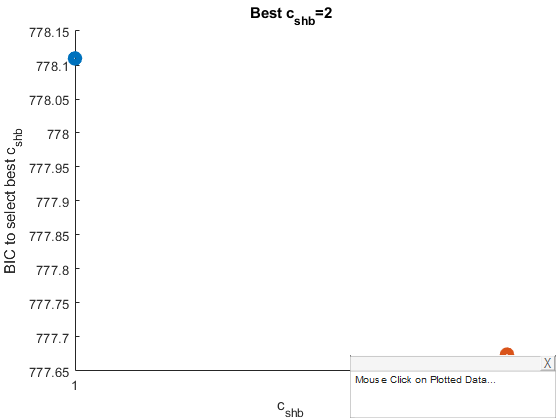 Best c_shb=2
778.15
778.1
778.05
778
777.95
777.9
777.85
777.8
777.75
777.7
777.65
BIC to select best c_shb
1
c_shb
X
Mouse Click on Plotted Data...